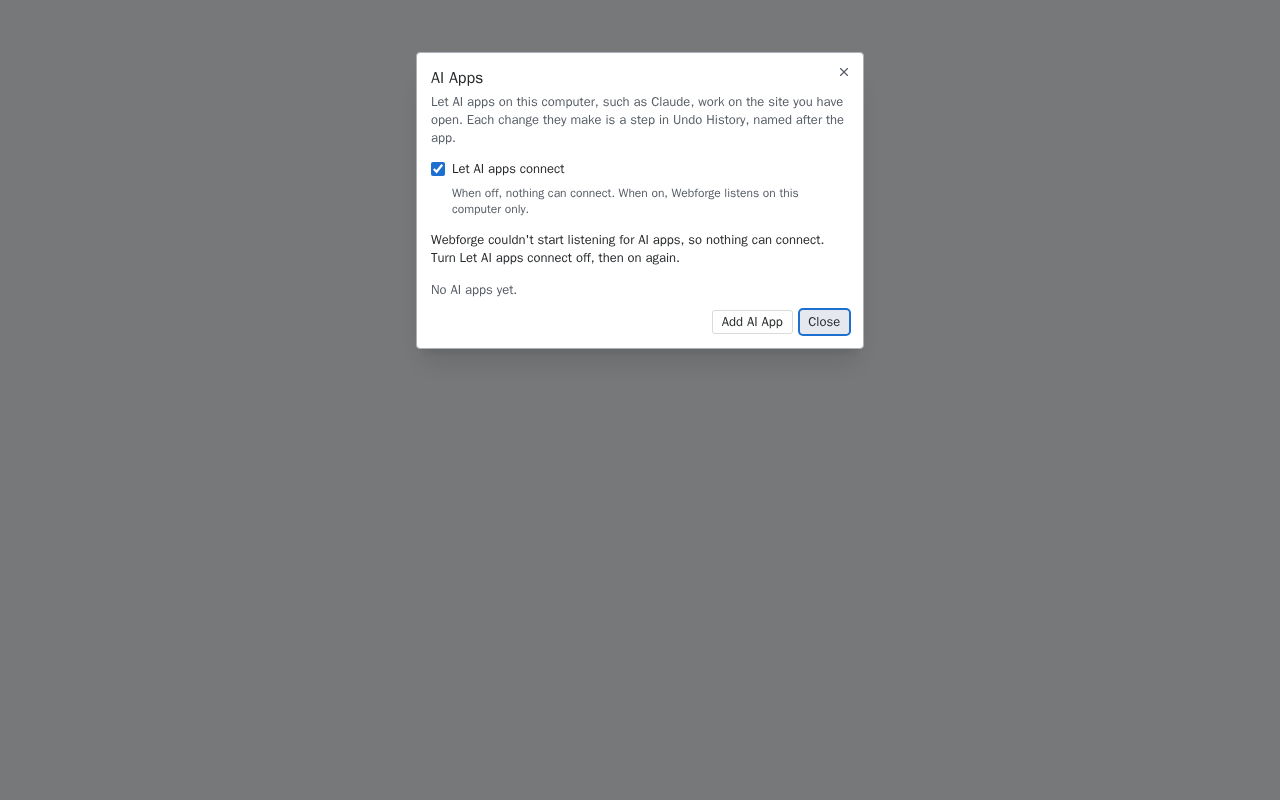 AI Apps
Let AI apps on this computer, such as Claude, work on the site you have
open. Each change they make is a step in Undo History, named after the
app.
Let AI apps connect
When off, nothing can connect. When on, Webforge listens on this
computer only.
Webforge couldn't start listening for AI apps, so nothing can connect.
Turn Let AI apps connect off, then on again.
No AI apps yet.
Add AI App
Close